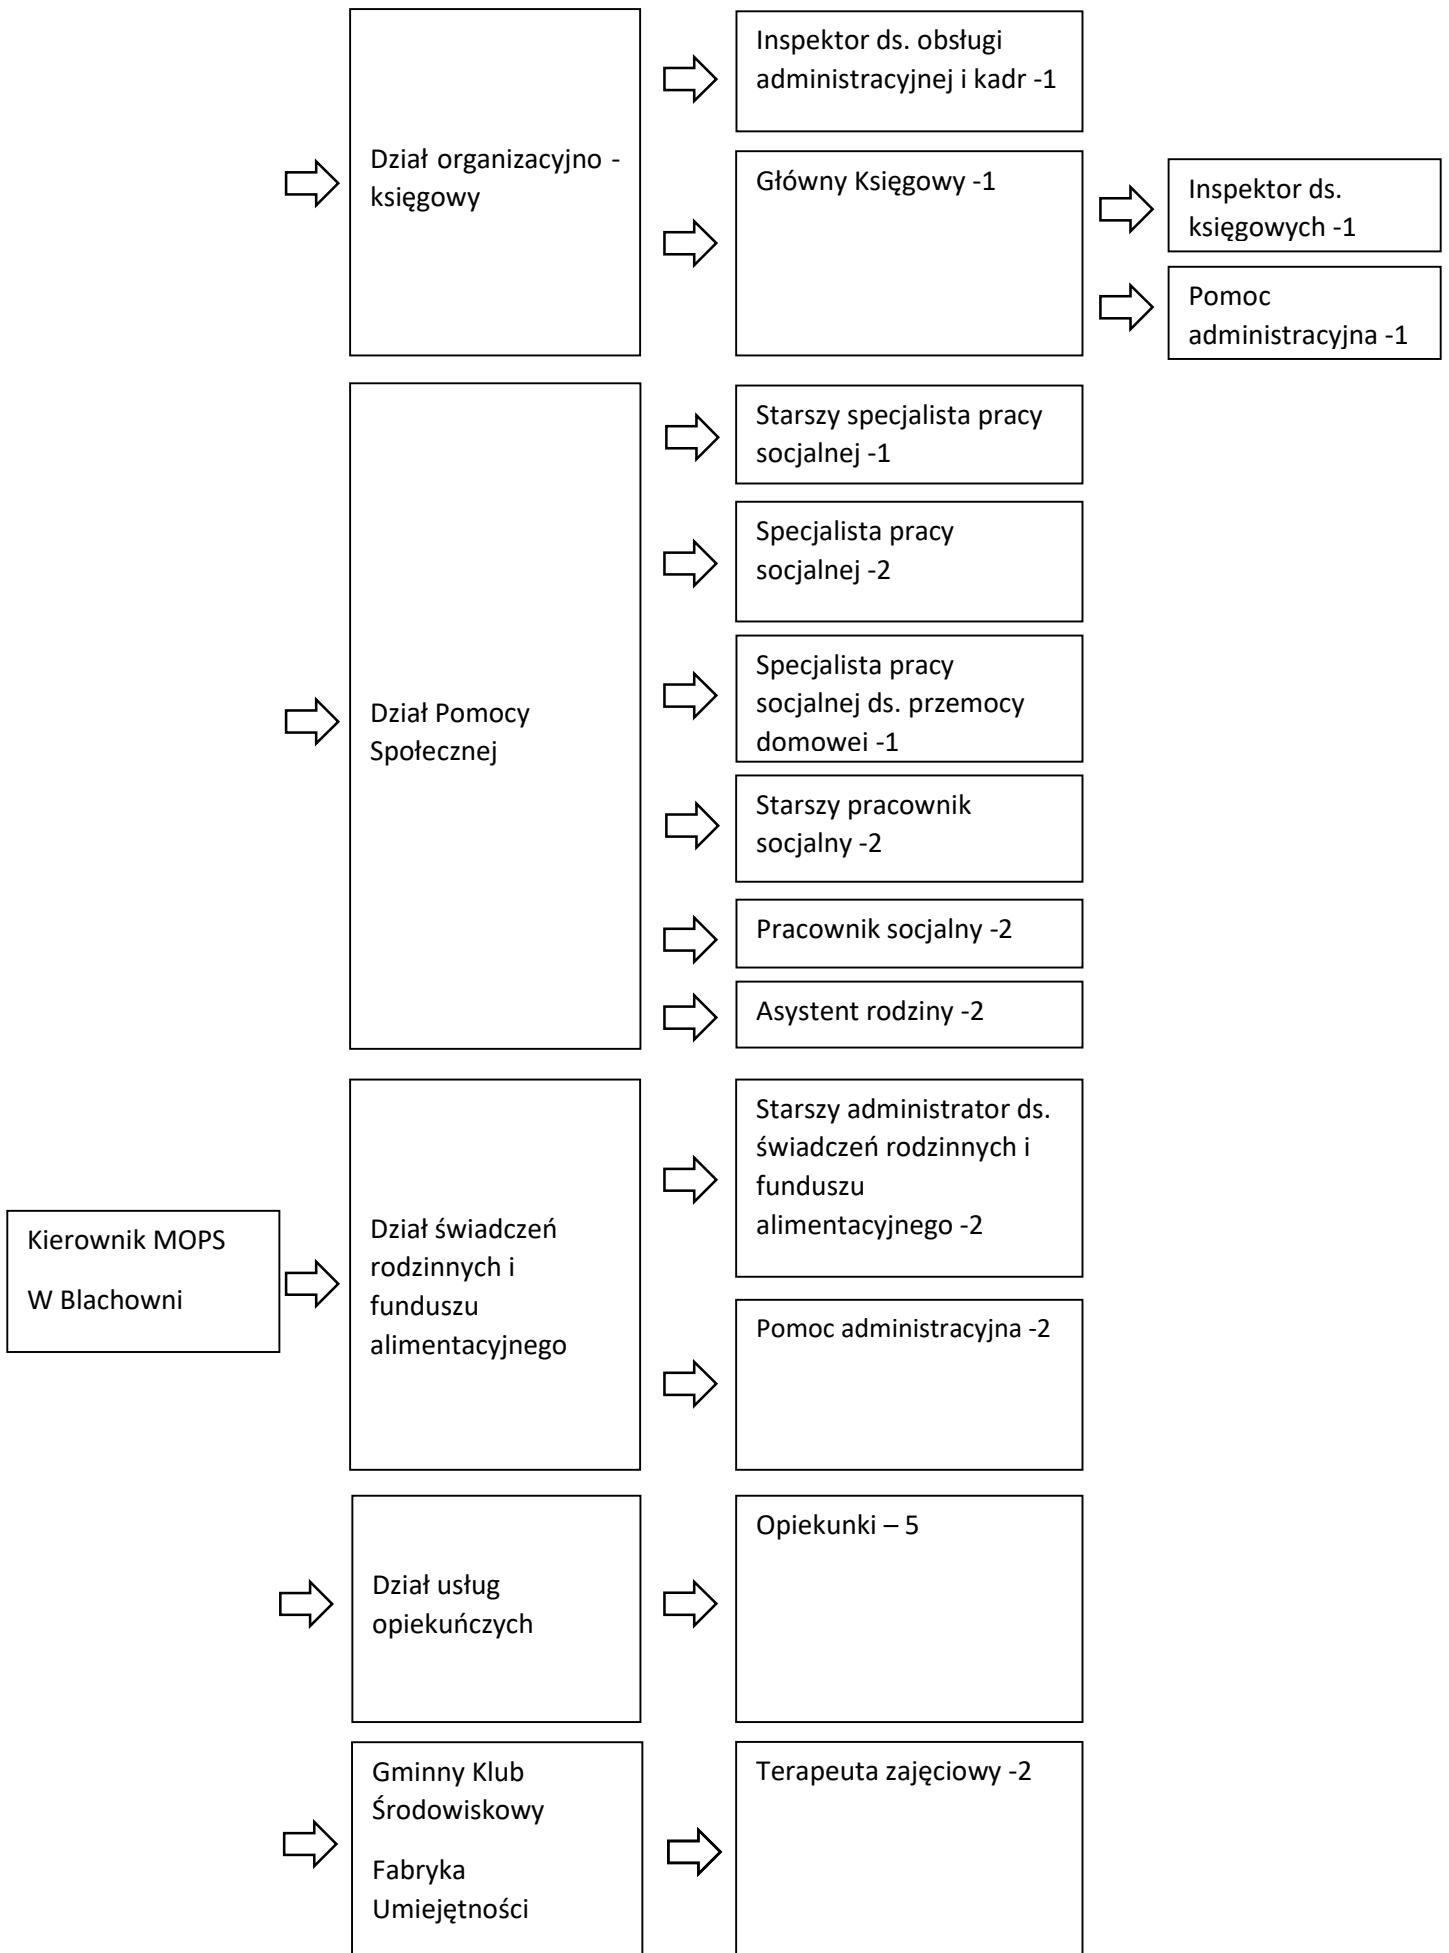 Inspektor ds. obsługi
administracyjnej i kadr -1
Dział organizacyjno -
księgowy
Główny Księgowy -1
Inspektor ds.
księgowych -1
Pomoc
administracyjna -1
Starszy specjalista pracy
socjalnej -1
Specjalista pracy
socjalnej -2
Specjalista pracy
socjalnej ds. przemocy
domowej -1
Dział Pomocy
Społecznej
Starszy pracownik
socjalny -2
Pracownik socjalny -2
Asystent rodziny -2
Kierownik MOPS
W Blachowni
Dział świadczeń
rodzinnych i
funduszu
alimentacyjnego
Starszy administrator ds.
świadczeń rodzinnych i
funduszu
alimentacyjnego -2
Pomoc administracyjna -2
Dział usług
opiekuńczych
Opiekunki – 5
Gminny Klub
Środowiskowy
Fabryka
Umiejętności
Terapeuta zajęciowy -2